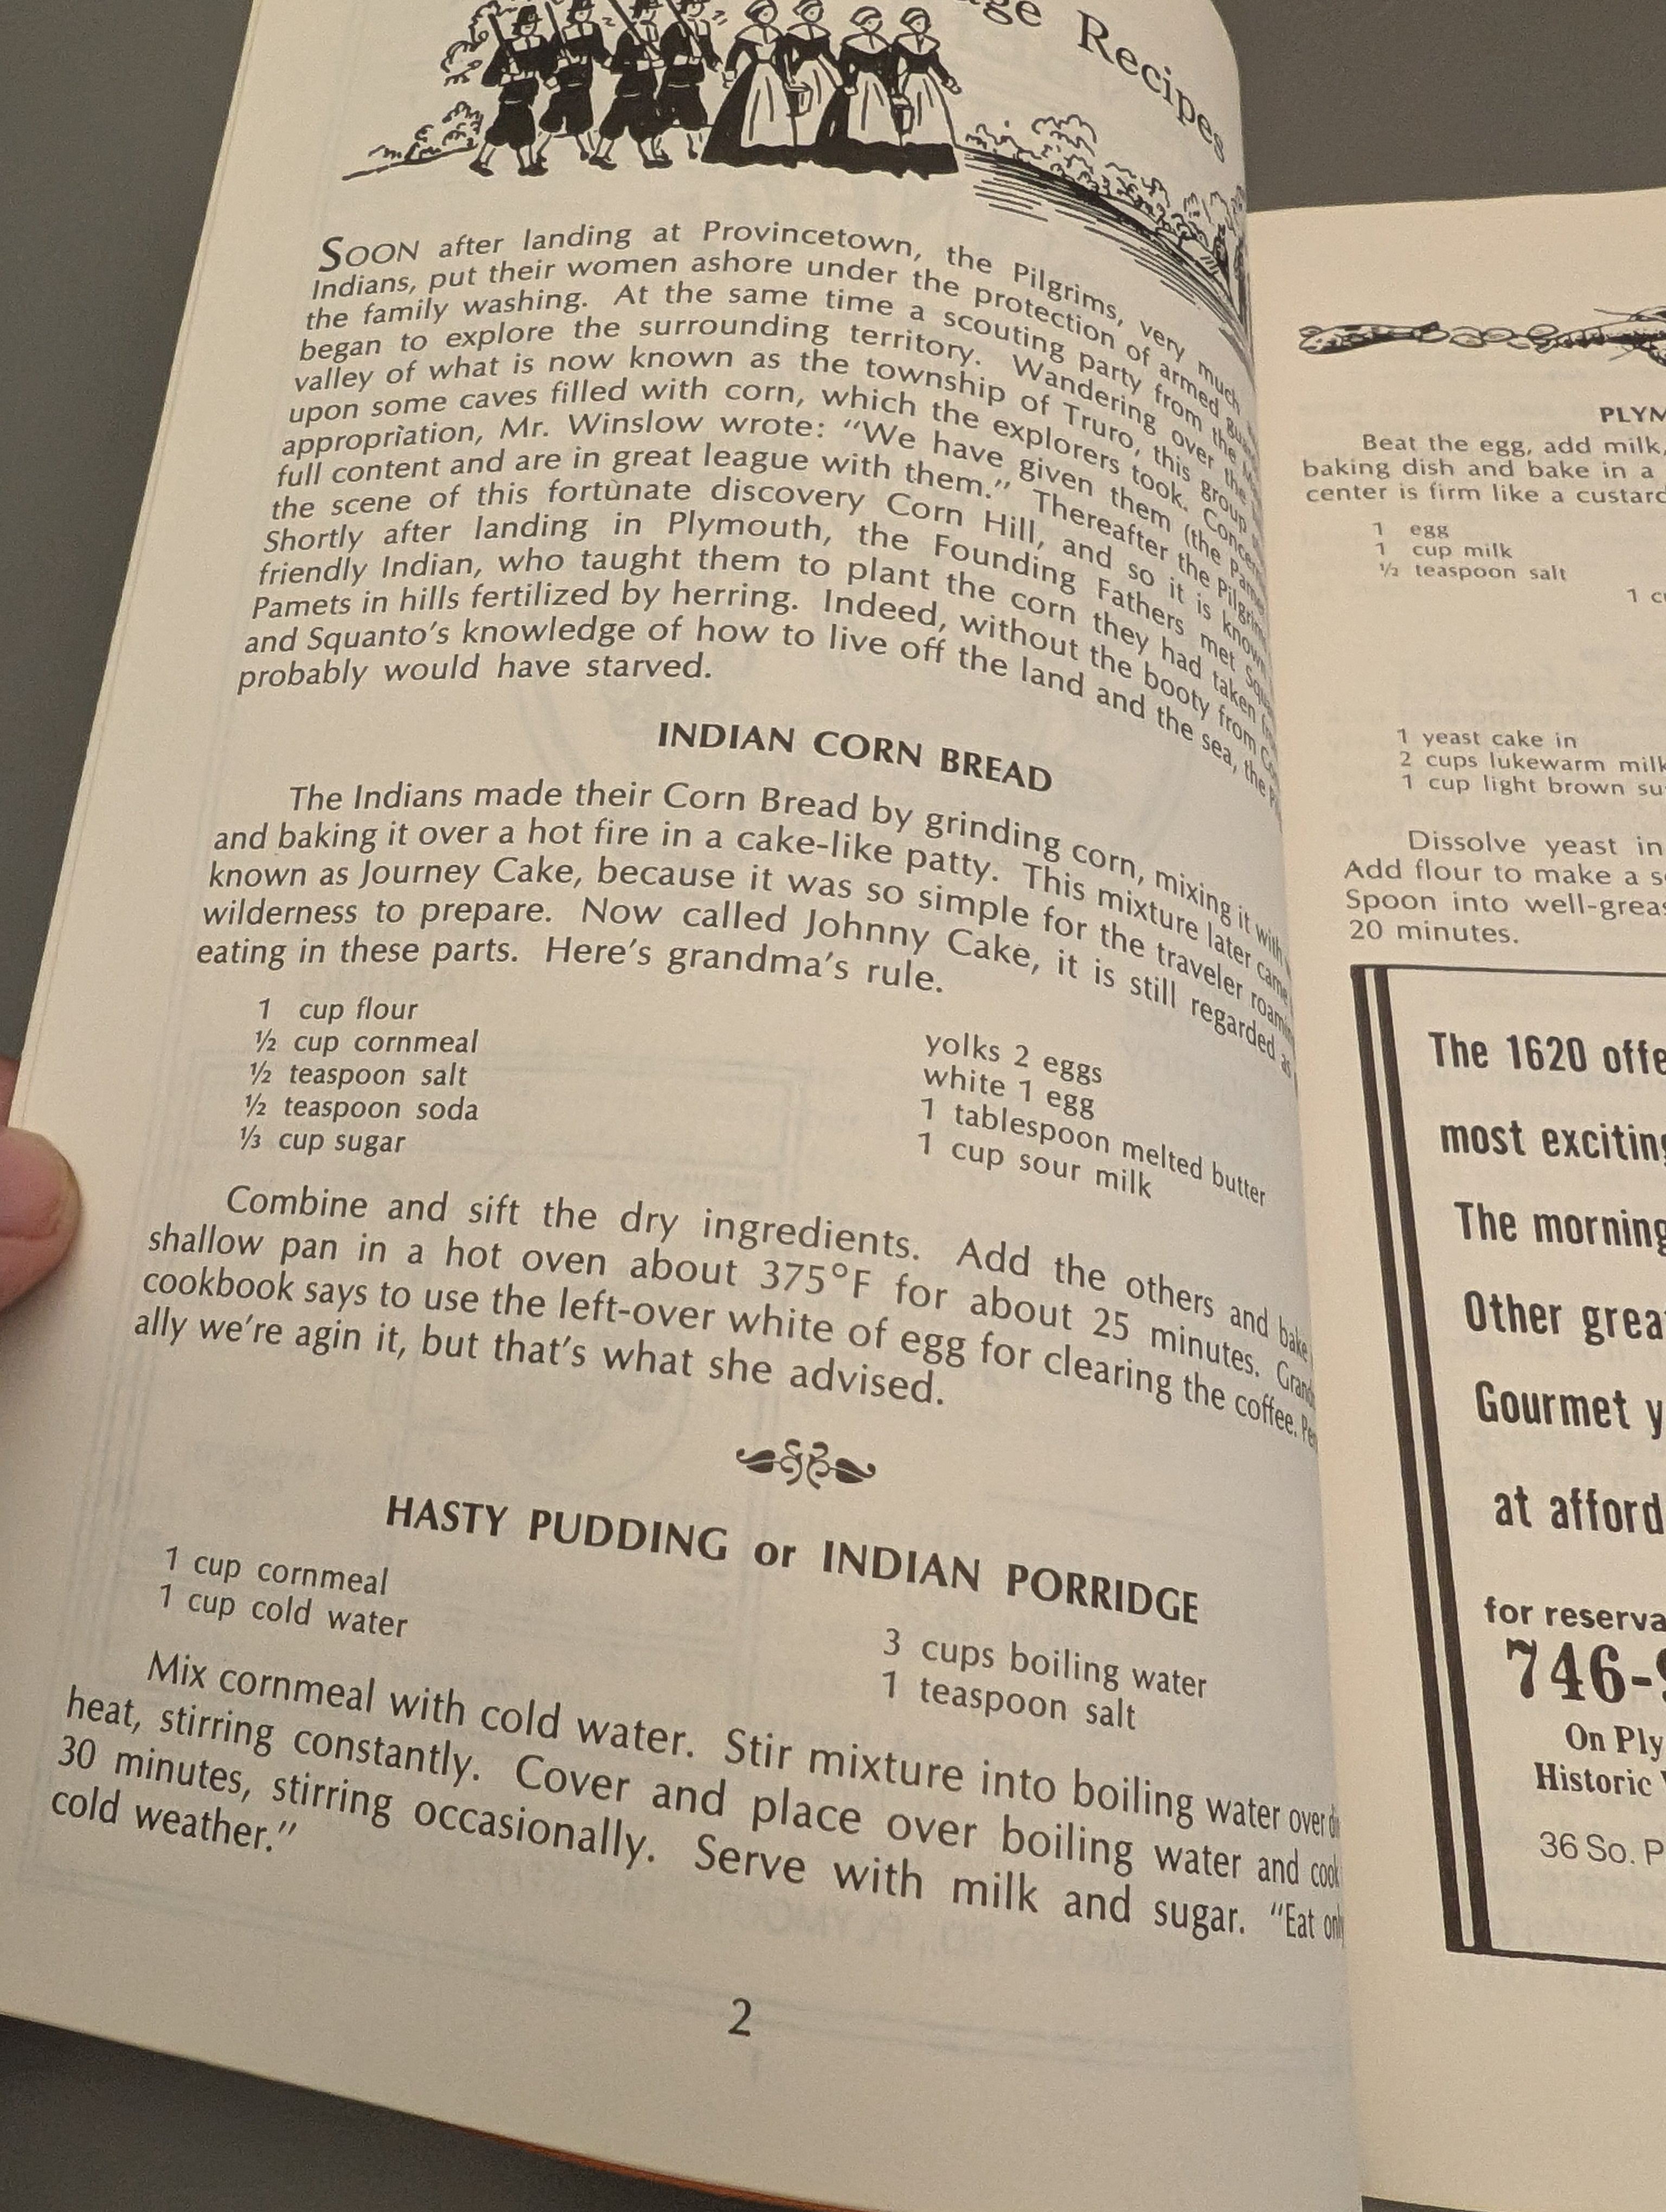 Recipes
SOON after landing at Provincetown, the Pilgrims, very much
Indians, put their women ashore under the protection of armed
the family washing. At the same time a scouting party from the
began to explore the surrounding territory. Wandering over the
valley of what is now known as the township of Truro, this group
upon some caves filled with corn, which the explorers took.
appropriation, Mr. Winslow wrote: "We have given them (the
full content and are in great league with them." Thereafter the
the scene of this fortunate discovery Corn Hill, and so it is known
Shortly after landing in Plymouth, the Founding Fathers met
friendly Indian, who taught them to plant the corn they had taken
Pamets in hills fertilized by herring. Indeed, without the booty from
and Squanto's knowledge of how to live off the land and the sea, the
probably would have starved.
INDIAN CORN BREAD
The Indians made their Corn Bread by grinding corn, mixing it with
and baking it over a hot fire in a cake-like patty. This mixture later came
known as Journey Cake, because it was so simple for the traveler
wilderness to prepare. Now called Johnny Cake, it is still regarded as
eating in these parts. Here's grandma's rule.
1 cup flour
½ cup cornmeal
½ teaspoon salt
½ teaspoon soda
⅓ cup sugar
yolks 2 eggs
white 1 egg
1 tablespoon melted butter
1 cup sour milk
Combine and sift the dry ingredients. Add the others and bake
shallow pan in a hot oven about 375°F for about 25 minutes.
cookbook says to use the left-over white of egg for clearing the coffee.
ally we're agin it, but that's what she advised.
HASTY PUDDING or INDIAN PORRIDGE
1 cup cornmeal
1 cup cold water
3 cups boiling water
1 teaspoon salt
Mix cornmeal with cold water. Stir mixture into boiling water over
heat, stirring constantly. Cover and place over boiling water and cook
30 minutes, stirring occasionally. Serve with milk and sugar. "Eat only
cold weather."
2
PLYM
Beat the egg, add milk,
baking dish and bake in a
center is firm like a custard
1 egg
1 cup milk
½ teaspoon salt
1 c
1 yeast cake in
2 cups lukewarm milk
1 cup light brown su
Dissolve yeast in
Add flour to make a s
Spoon into well-greas
20 minutes.
The 1620 offe
most exciting
The morning
Other grea
Gourmet y
at afford
for reserva
746-9
On Ply
Historic
36 So. P